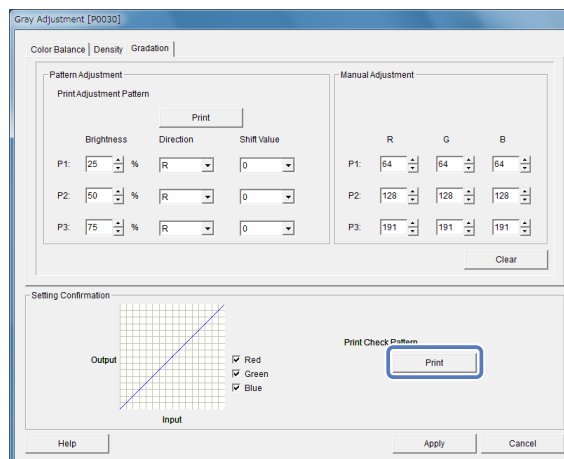 Gray Adjustment [P0030]
Color Balance Density Gradation
Pattern Adjustment
Print Adjustment Pattern
Print
Brightness Direction Shift Value
P1: 25 % R 0
P2: 50 % R 0
P3: 75 % R 0
Manual Adjustment
R G B
P1: 64 64 64
P2: 128 128 128
P3: 191 191 191
Clear
Setting Confirmation
Output
Input
Red
Green
Blue
Print Check Pattern
Print
Help Apply Cancel